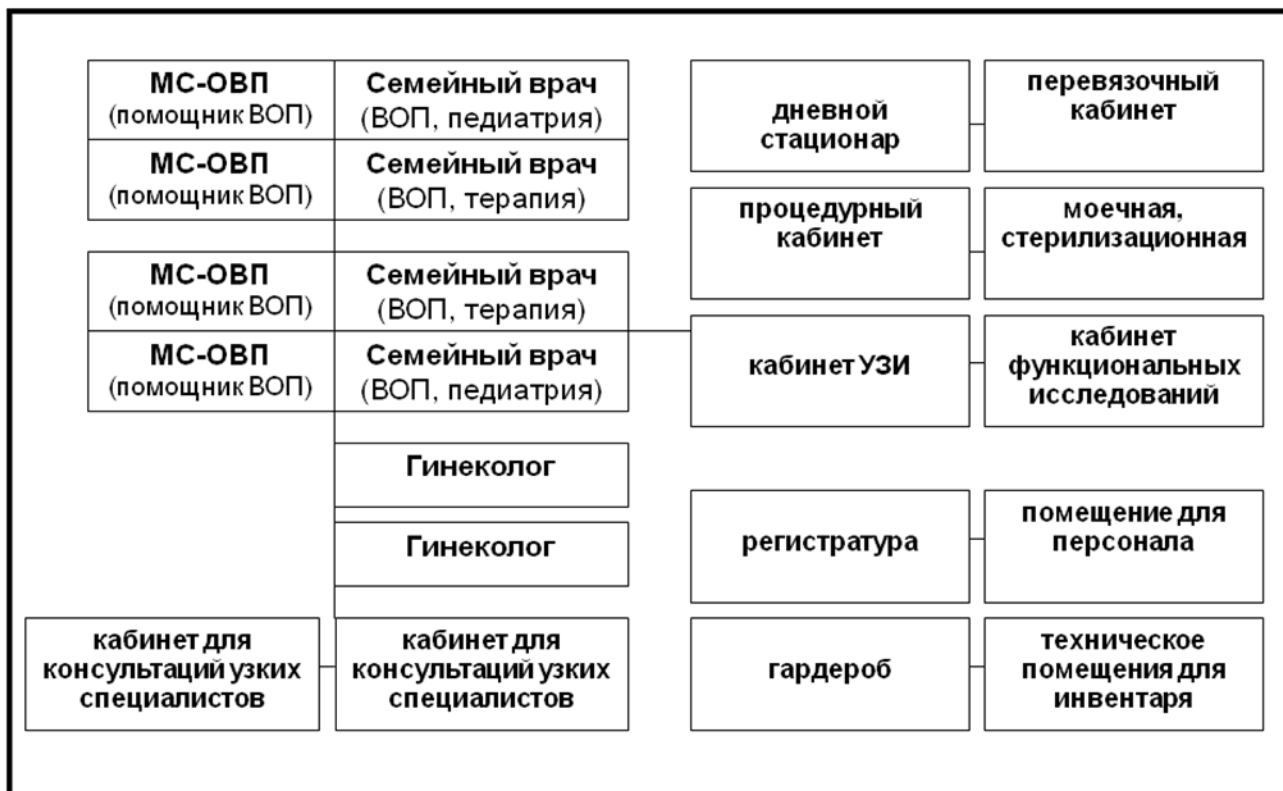 МС-ОВП
(помощник ВОП)
Семейный врач
(ВОП, педиатрия)
МС-ОВП
(помощник ВОП)
Семейный врач
(ВОП, терапия)
МС-ОВП
(помощник ВОП)
Семейный врач
(ВОП, терапия)
МС-ОВП
(помощник ВОП)
Семейный врач
(ВОП, педиатрия)
Гинеколог
Гинеколог
кабинет для
консультаций узких
специалистов
кабинет для
консультаций узких
специалистов
дневной
стационар
перевязочный
кабинет
процедурный
кабинет
моечная,
стерилизационная
кабинет УЗИ
кабинет
функциональных
исследований
регистратура
помещение для
персонала
гардероб
техническое
помещения для
инвентаря